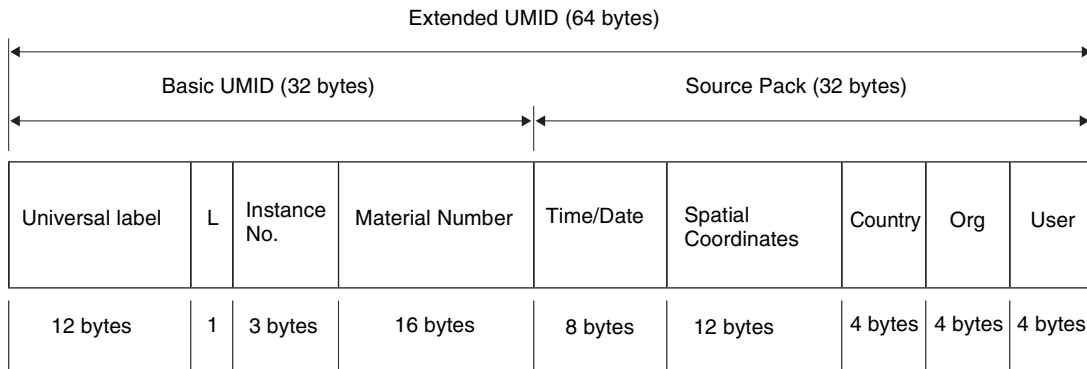 Extended UMID (64 bytes)
Basic UMID (32 bytes) Source Pack (32 bytes)
Universal label
L
Instance
No.
Material Number
Time/Date
Spatial
Coordinates
Country
Org
User
12 bytes 1 3 bytes 16 bytes 8 bytes 12 bytes 4 bytes 4 bytes 4 bytes